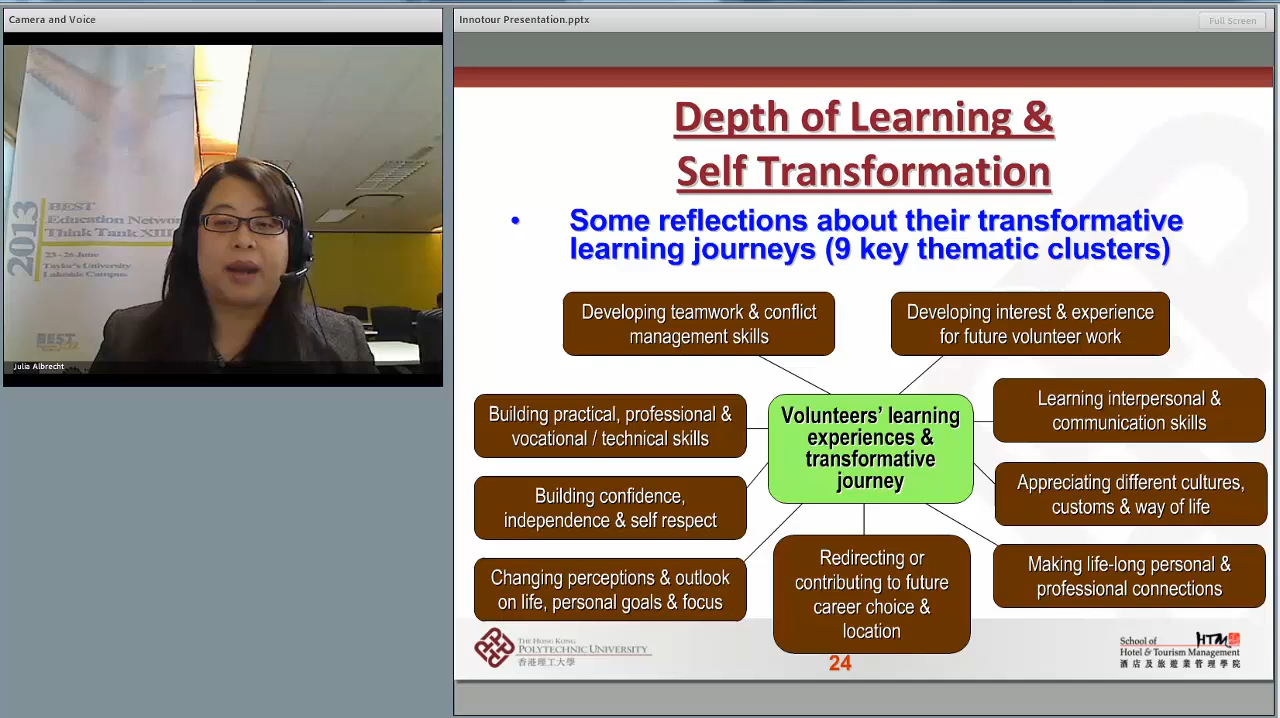 Camera and Voice
Innotour Presentation.pptx
Full Screen
2013
BEST
Education Network
Think Tank XIII
23 - 26 June
Taylor's University
Lakeside Campus
BEST
Julia Albrecht
Depth of Learning &
Self Transformation
• Some reflections about their transformative
learning journeys (9 key thematic clusters)
Developing teamwork & conflict
management skills
Developing interest & experience
for future volunteer work
Building practical, professional &
vocational / technical skills
Volunteers' learning
experiences &
transformative
journey
Learning interpersonal &
communication skills
Building confidence,
independence & self respect
Appreciating different cultures,
customs & way of life
Changing perceptions & outlook
on life, personal goals & focus
Redirecting or
contributing to future
career choice &
location
Making life-long personal &
professional connections
THE HONG KONG
POLYTECHNIC UNIVERSITY
香港理工大學
24
School of HTM
Hotel & Tourism Management
酒店及旅遊業管理學院